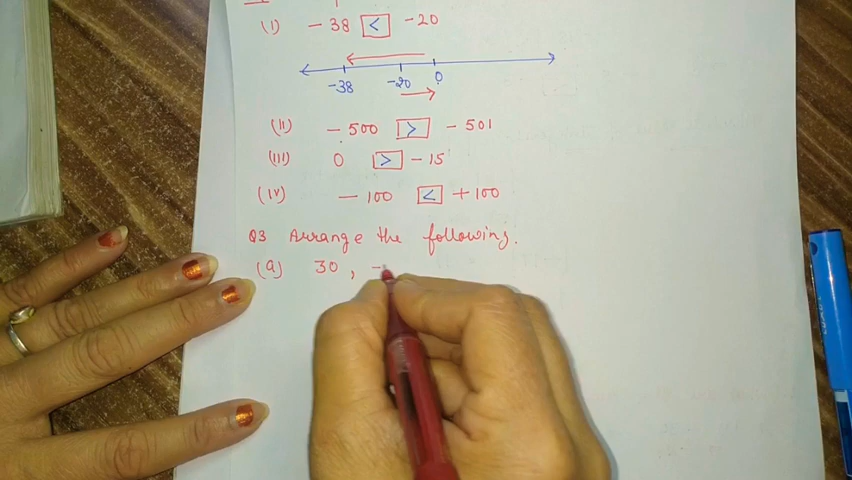 (i) - 38 < -20
-38 -20 0
(ii) - 500 > - 501
(iii) 0 > - 15
(iv) - 100 < + 100
Q3 Arrange the following.
(a) 30 , -